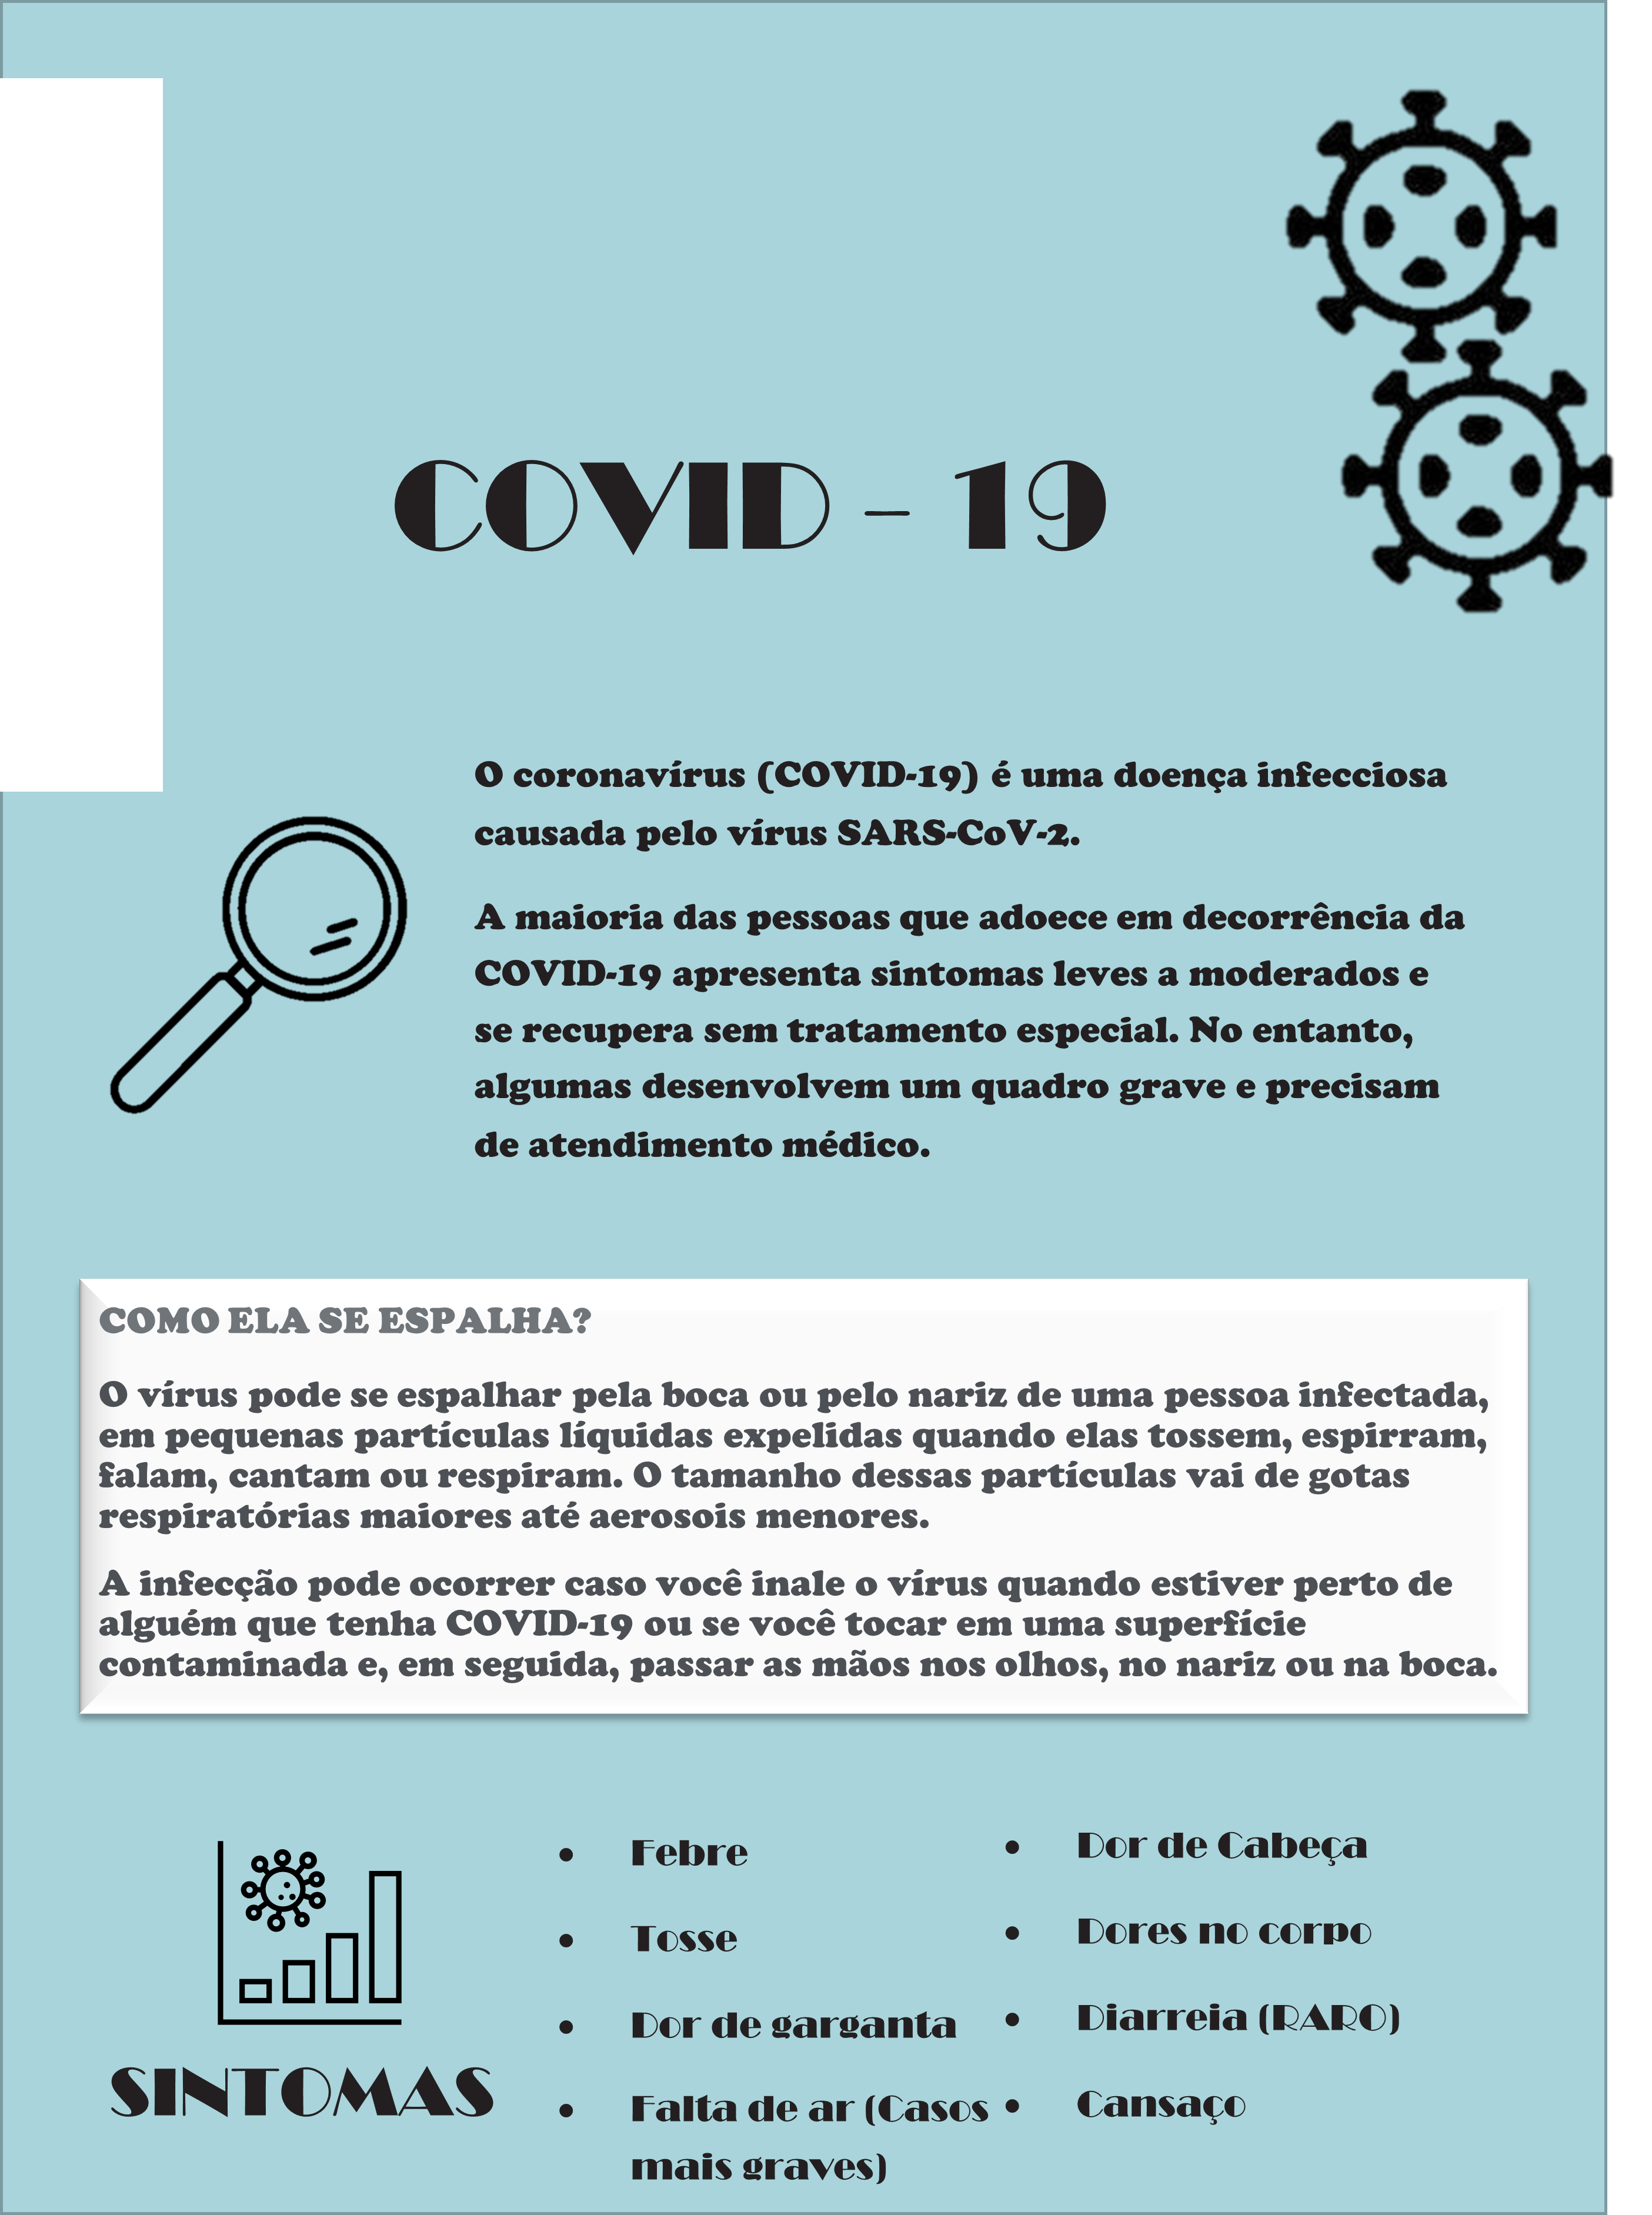 COVID – 19
O coronavírus (COVID-19) é uma doença infecciosa
causada pelo vírus SARS-CoV-2.
A maioria das pessoas que adoece em decorrência da
COVID-19 apresenta sintomas leves a moderados e
se recupera sem tratamento especial. No entanto,
algumas desenvolvem um quadro grave e precisam
de atendimento médico.
COMO ELA SE ESPALHA?
O vírus pode se espalhar pela boca ou pelo nariz de uma pessoa infectada,
em pequenas partículas líquidas expelidas quando elas tossem, espirram,
falam, cantam ou respiram. O tamanho dessas partículas vai de gotas
respiratórias maiores até aerosois menores.
A infecção pode ocorrer caso você inale o vírus quando estiver perto de
alguém que tenha COVID-19 ou se você tocar em uma superfície
contaminada e, em seguida, passar as mãos nos olhos, no nariz ou na boca.
SINTOMAS
• Febre
• Tosse
• Dor de garganta
• Falta de ar (Casos
mais graves)
• Dor de Cabeça
• Dores no corpo
• Diarreia (RARO)
• Cansaço